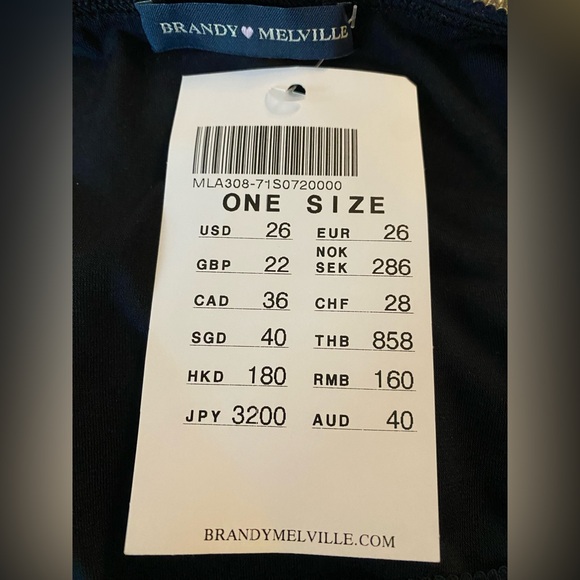 BRANDY MELVILLE
MLA308-71S0720000
ONE SIZE
USD 26 EUR 26
GBP 22 NOK SEK 286
CAD 36 CHF 28
SGD 40 THB 858
HKD 180 RMB 160
JPY 3200 AUD 40
BRANDYMELVILLE.COM